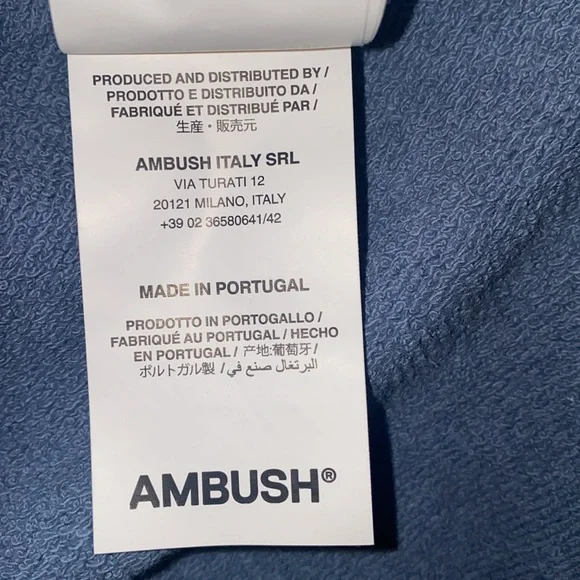 PRODUCED AND DISTRIBUTED BY /
PRODOTTO E DISTRIBUITO DA /
FABRIQUÉ ET DISTRIBUÉ PAR /
生産・販売元
AMBUSH ITALY SRL
VIA TURATI 12
20121 MILANO, ITALY
+39 02 36580641/42
MADE IN PORTUGAL
PRODOTTO IN PORTOGALLO /
FABRIQUÉ AU PORTUGAL / HECHO
EN PORTUGAL / 产地:葡萄牙 /
ポルトガル製 / البرتغال صنع في
AMBUSH®